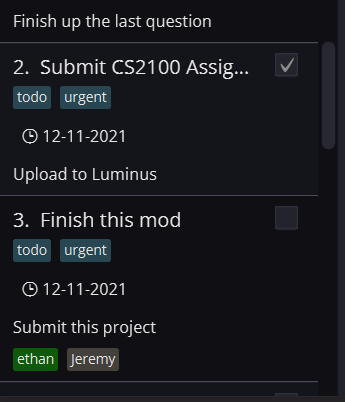 Finish up the last question
2. Submit CS2100 Assig...
todo urgent
12-11-2021
Upload to Luminus
3. Finish this mod
todo urgent
12-11-2021
Submit this project
ethan Jeremy